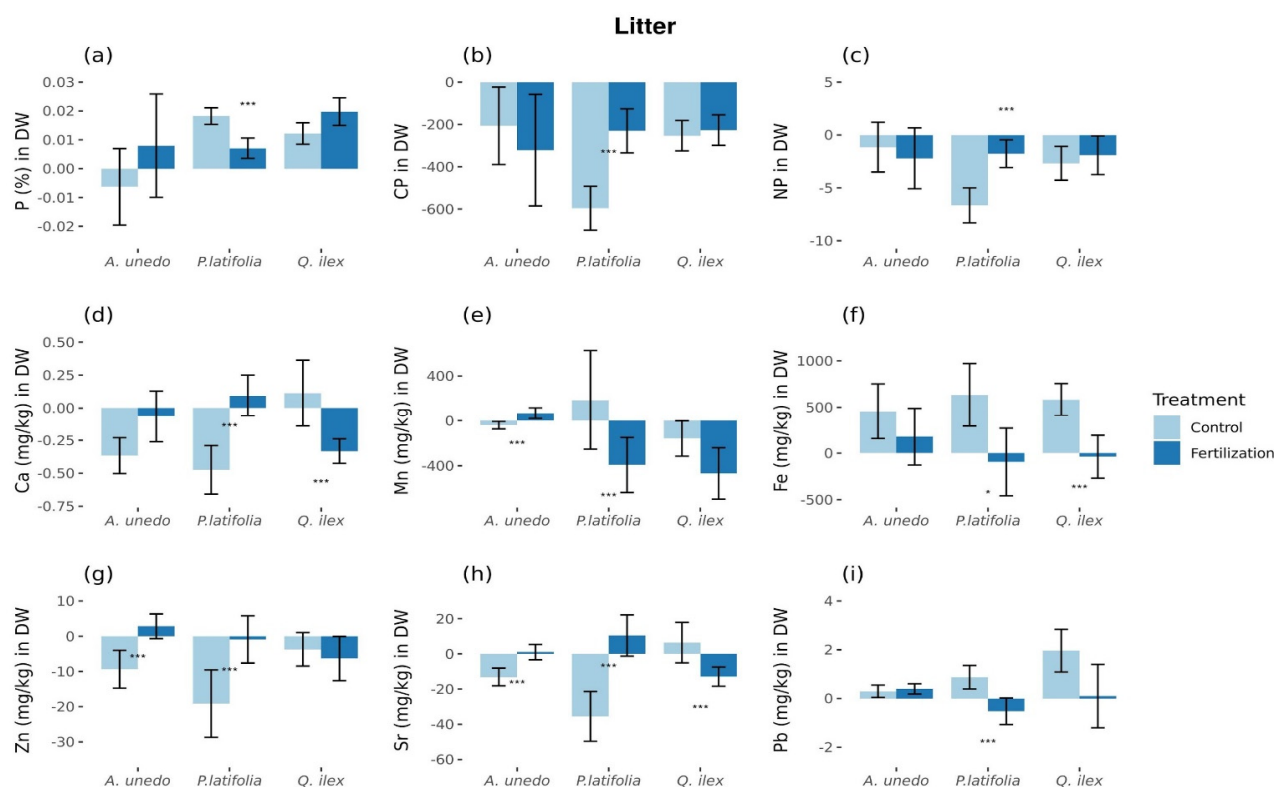 Litter
(a)
P (%) in DW
0.03
0.02
0.01
0.00
-0.01
-0.02
***
A. unedo P.latifolia Q. ilex
(b)
CP in DW
0
-200
-400
-600
***
A. unedo P.latifolia Q. ilex
(c)
NP in DW
5
0
-5
-10
***
A. unedo P.latifolia Q. ilex
(d)
Ca (mg/kg) in DW
0.50
0.25
0.00
-0.25
-0.50
-0.75
***
***
A. unedo P.latifolia Q. ilex
(e)
Mn (mg/kg) in DW
400
0
-400
***
***
A. unedo P.latifolia Q. ilex
(f)
Fe (mg/kg) in DW
1000
500
0
-500
*
***
A. unedo P.latifolia Q. ilex
Treatment
Control
Fertilization
(g)
Zn (mg/kg) in DW
10
0
-10
-20
-30
***
***
A. unedo P.latifolia Q. ilex
(h)
Sr (mg/kg) in DW
20
0
-20
-40
-60
***
***
***
A. unedo P.latifolia Q. ilex
(i)
Pb (mg/kg) in DW
4
2
0
-2
***
A. unedo P.latifolia Q. ilex